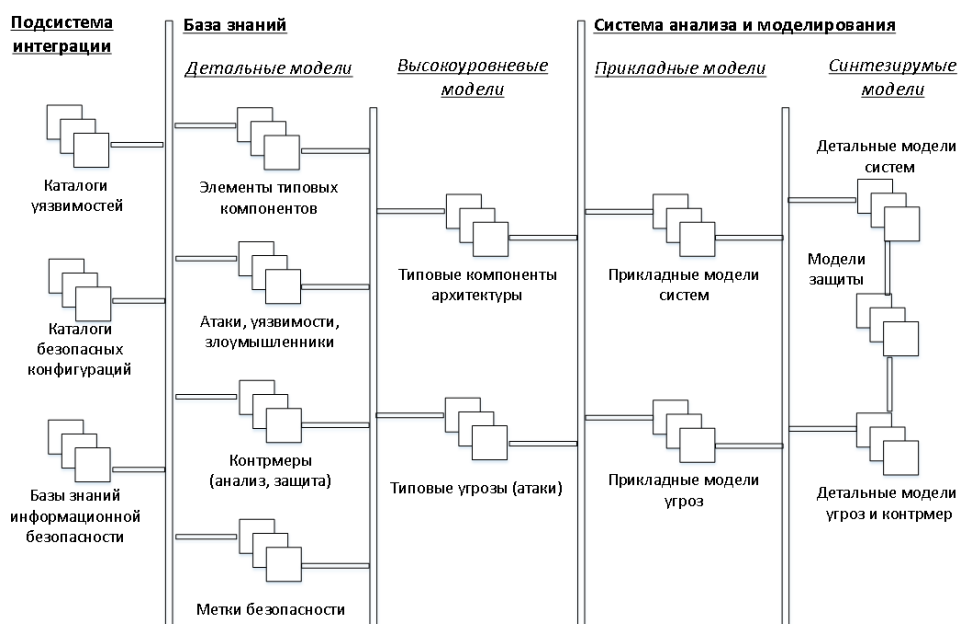 Подсистема
интеграции
Каталоги
уязвимостей
Каталоги
безопасных
конфигураций
Базы знаний
информационной
безопасности
База знаний
Детальные модели
Элементы типовых
компонентов
Атаки, уязвимости,
злоумышленники
Контрмеры
(анализ, защита)
Метки безопасности
Высокоуровневые
модели
Типовые компоненты
архитектуры
Типовые угрозы (атаки)
Система анализа и моделирования
Прикладные модели
Прикладные модели
систем
Прикладные модели
угроз
Синтезирумые
модели
Детальные модели
систем
Модели
защиты
Детальные модели
угроз и контрмер